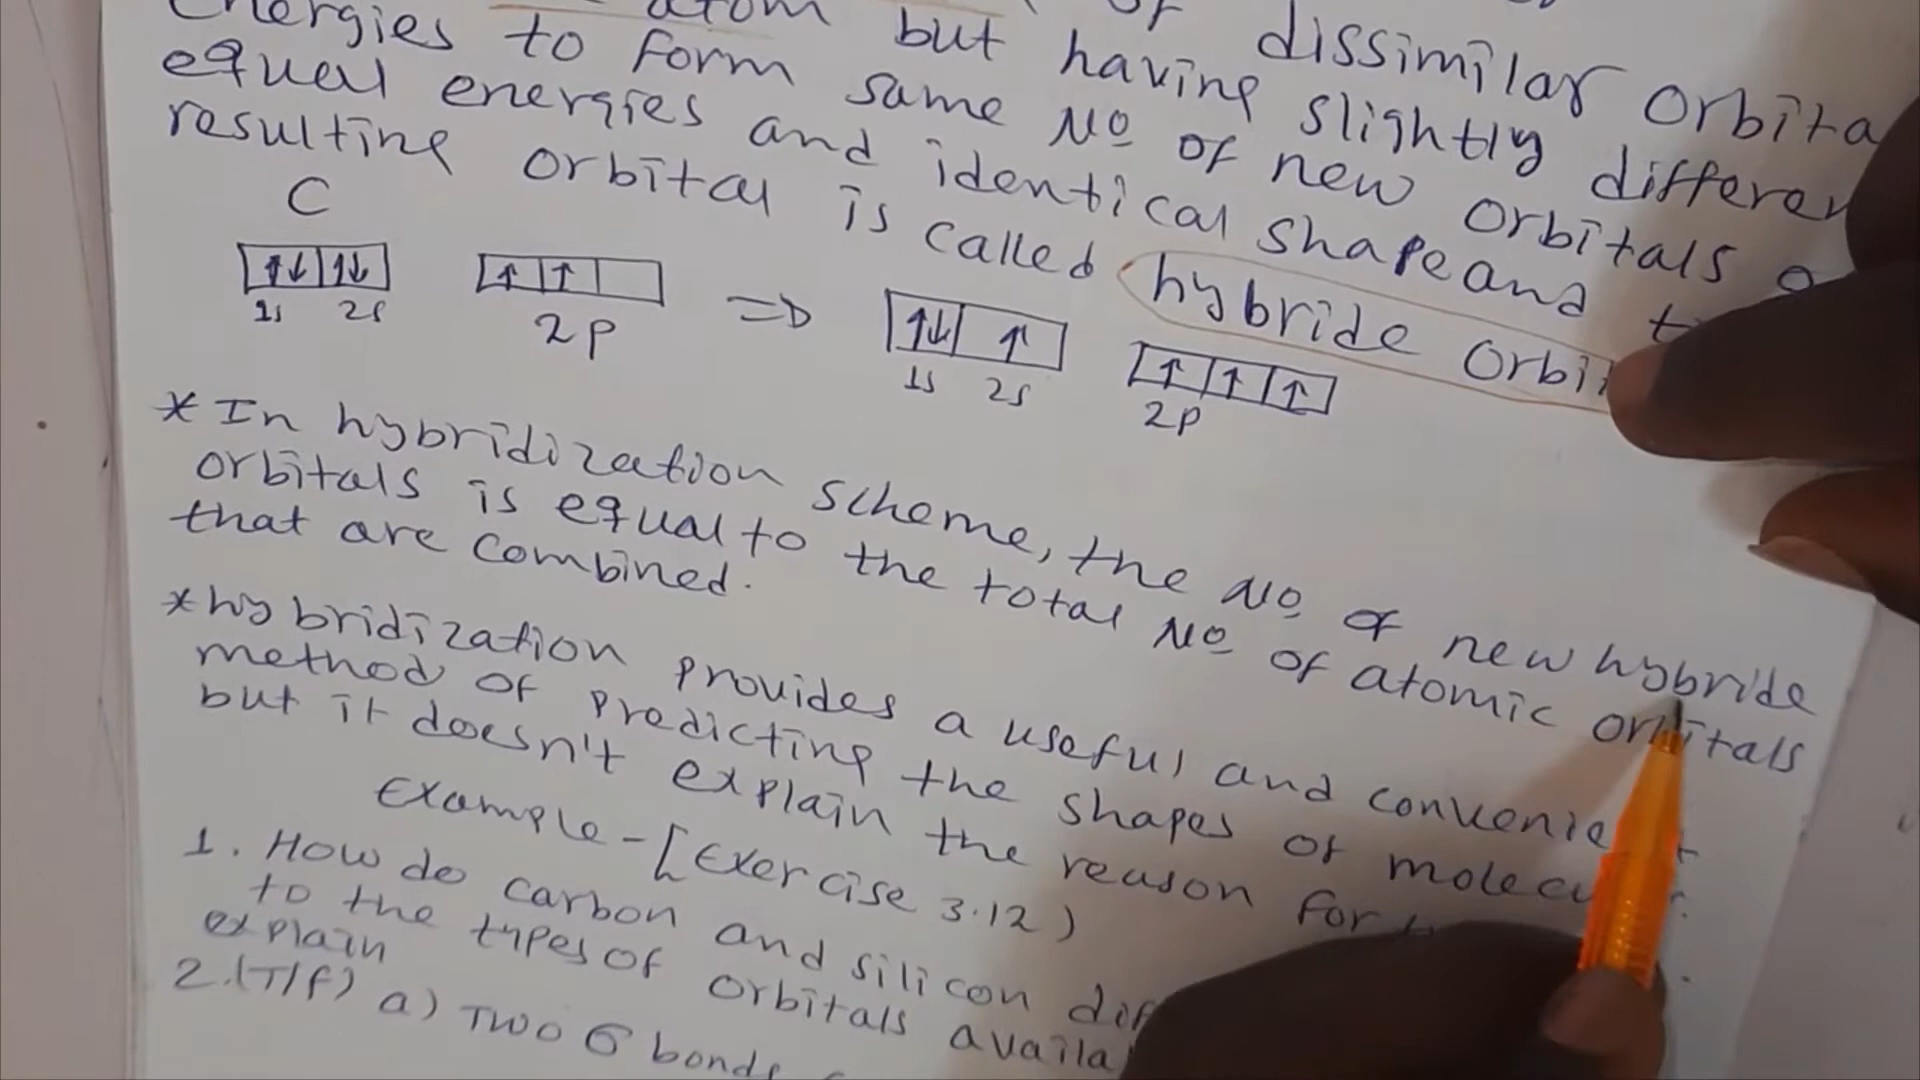 energies atom of
to form but having dissimilar orbita
equal energies same No of new slightly differen
resulting orbital and identical shape and orbitals
is called hybride orbi
C
↑↓ ↑↓ ↑ ↑ ⇒ ↑↓ ↑ ↑ ↑ ↑
1s 2s 2p 1s 2s 2p
* In hybridization scheme, the No of new hybride
orbitals is equal to the total No of atomic orbitals
that are combined.
* hybridization provides a useful and convenie t
method of predicting the shapes of molecu
but it doesn't explain the reason for
Example - [Exercise 3.12)
1. How do carbon and silicon dif
to the types of orbitals availa
explain
2. (T/f) a) Two σ bonds